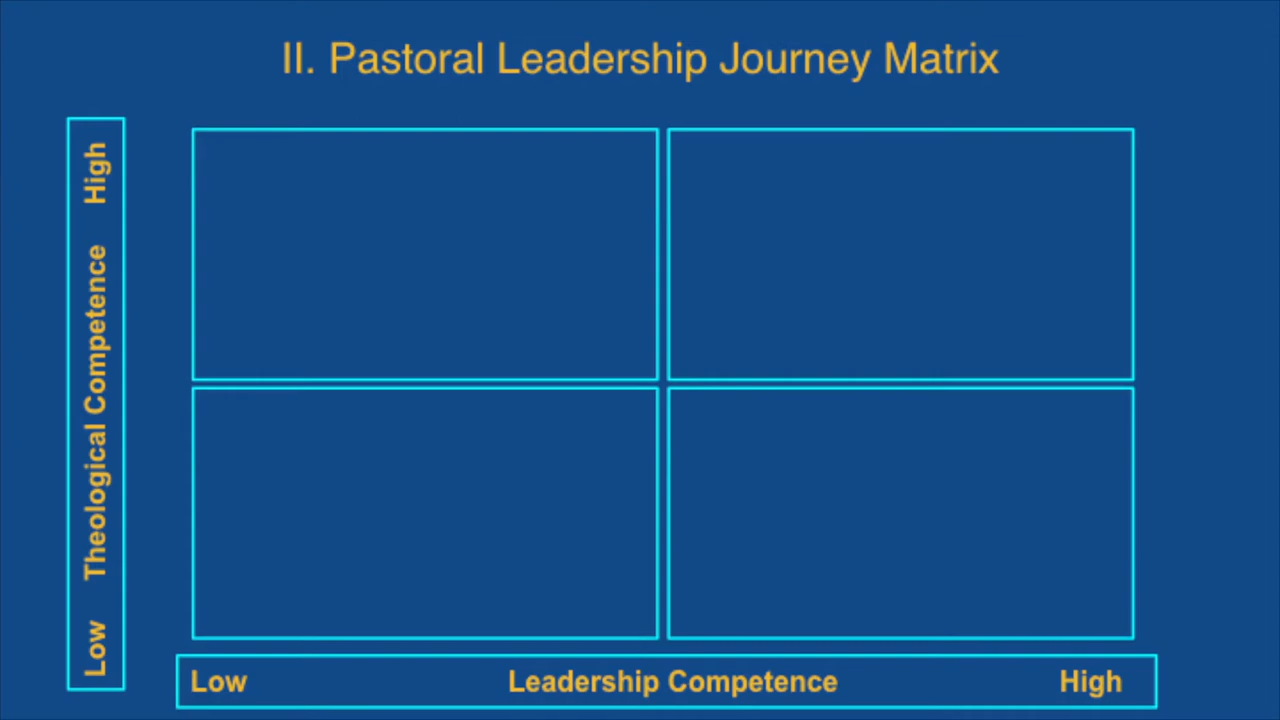 II. Pastoral Leadership Journey Matrix
Low Theological Competence High
Low Leadership Competence High